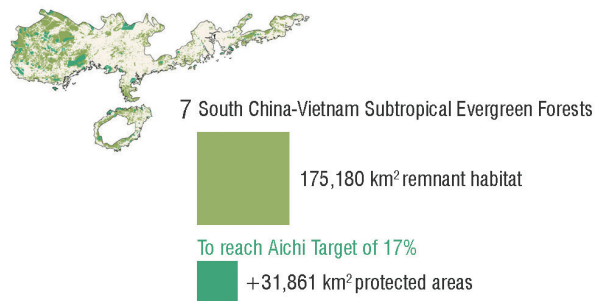 7 South China-Vietnam Subtropical Evergreen Forests
175,180 km² remnant habitat
To reach Aichi Target of 17%
+31,861 km² protected areas